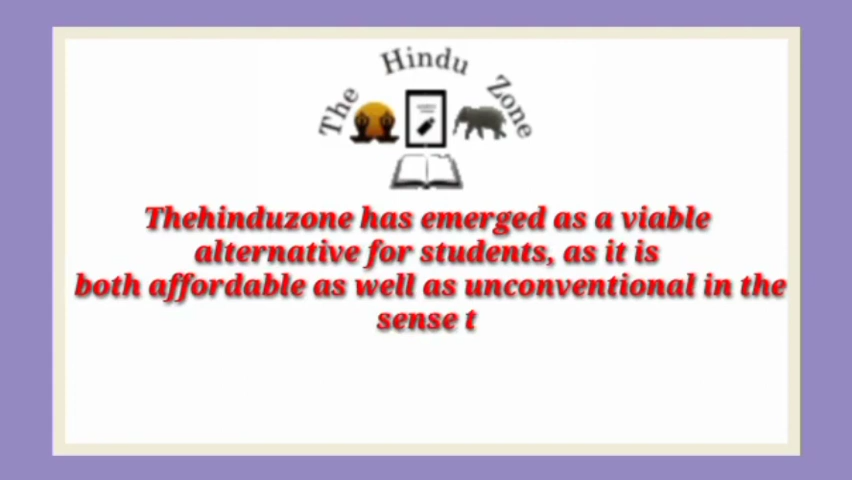 The Hindu Zone
Thehinduzone has emerged as a viable
alternative for students, as it is
both affordable as well as unconventional in the
sense t